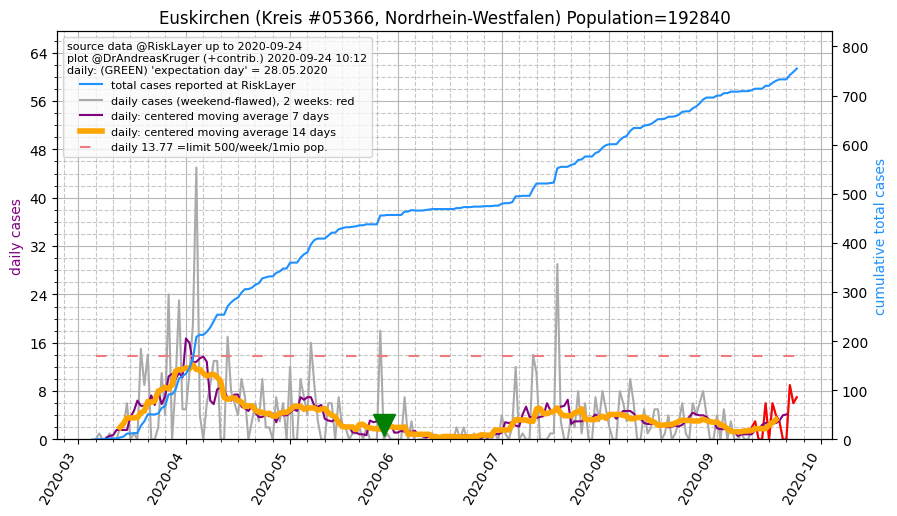 Euskirchen (Kreis #05366, Nordrhein-Westfalen) Population=192840
source data @RiskLayer up to 2020-09-24
plot @DrAndreasKruger (+contrib.) 2020-09-24 10:12
daily: (GREEN) 'expectation day' = 28.05.2020
total cases reported at RiskLayer
daily cases (weekend-flawed), 2 weeks: red
daily: centered moving average 7 days
daily: centered moving average 14 days
daily 13.77 =limit 500/week/1mio pop.
daily cases
64
56
48
40
32
24
16
8
0
800
700
600
500
400
300
200
100
0
cumulative total cases
2020-03
2020-04
2020-05
2020-06
2020-07
2020-08
2020-09
2020-10